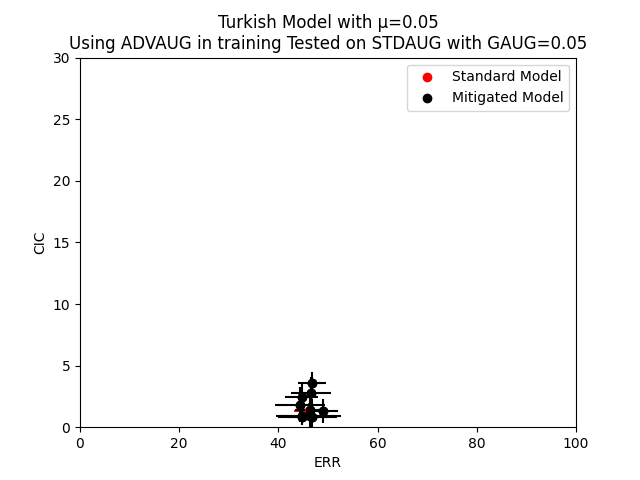 Turkish Model with μ=0.05
Using ADVAUG in training Tested on STDAUG with GAUG=0.05
Standard Model
Mitigated Model
30
25
20
15
10
5
0
CIC
0 20 40 60 80 100
ERR